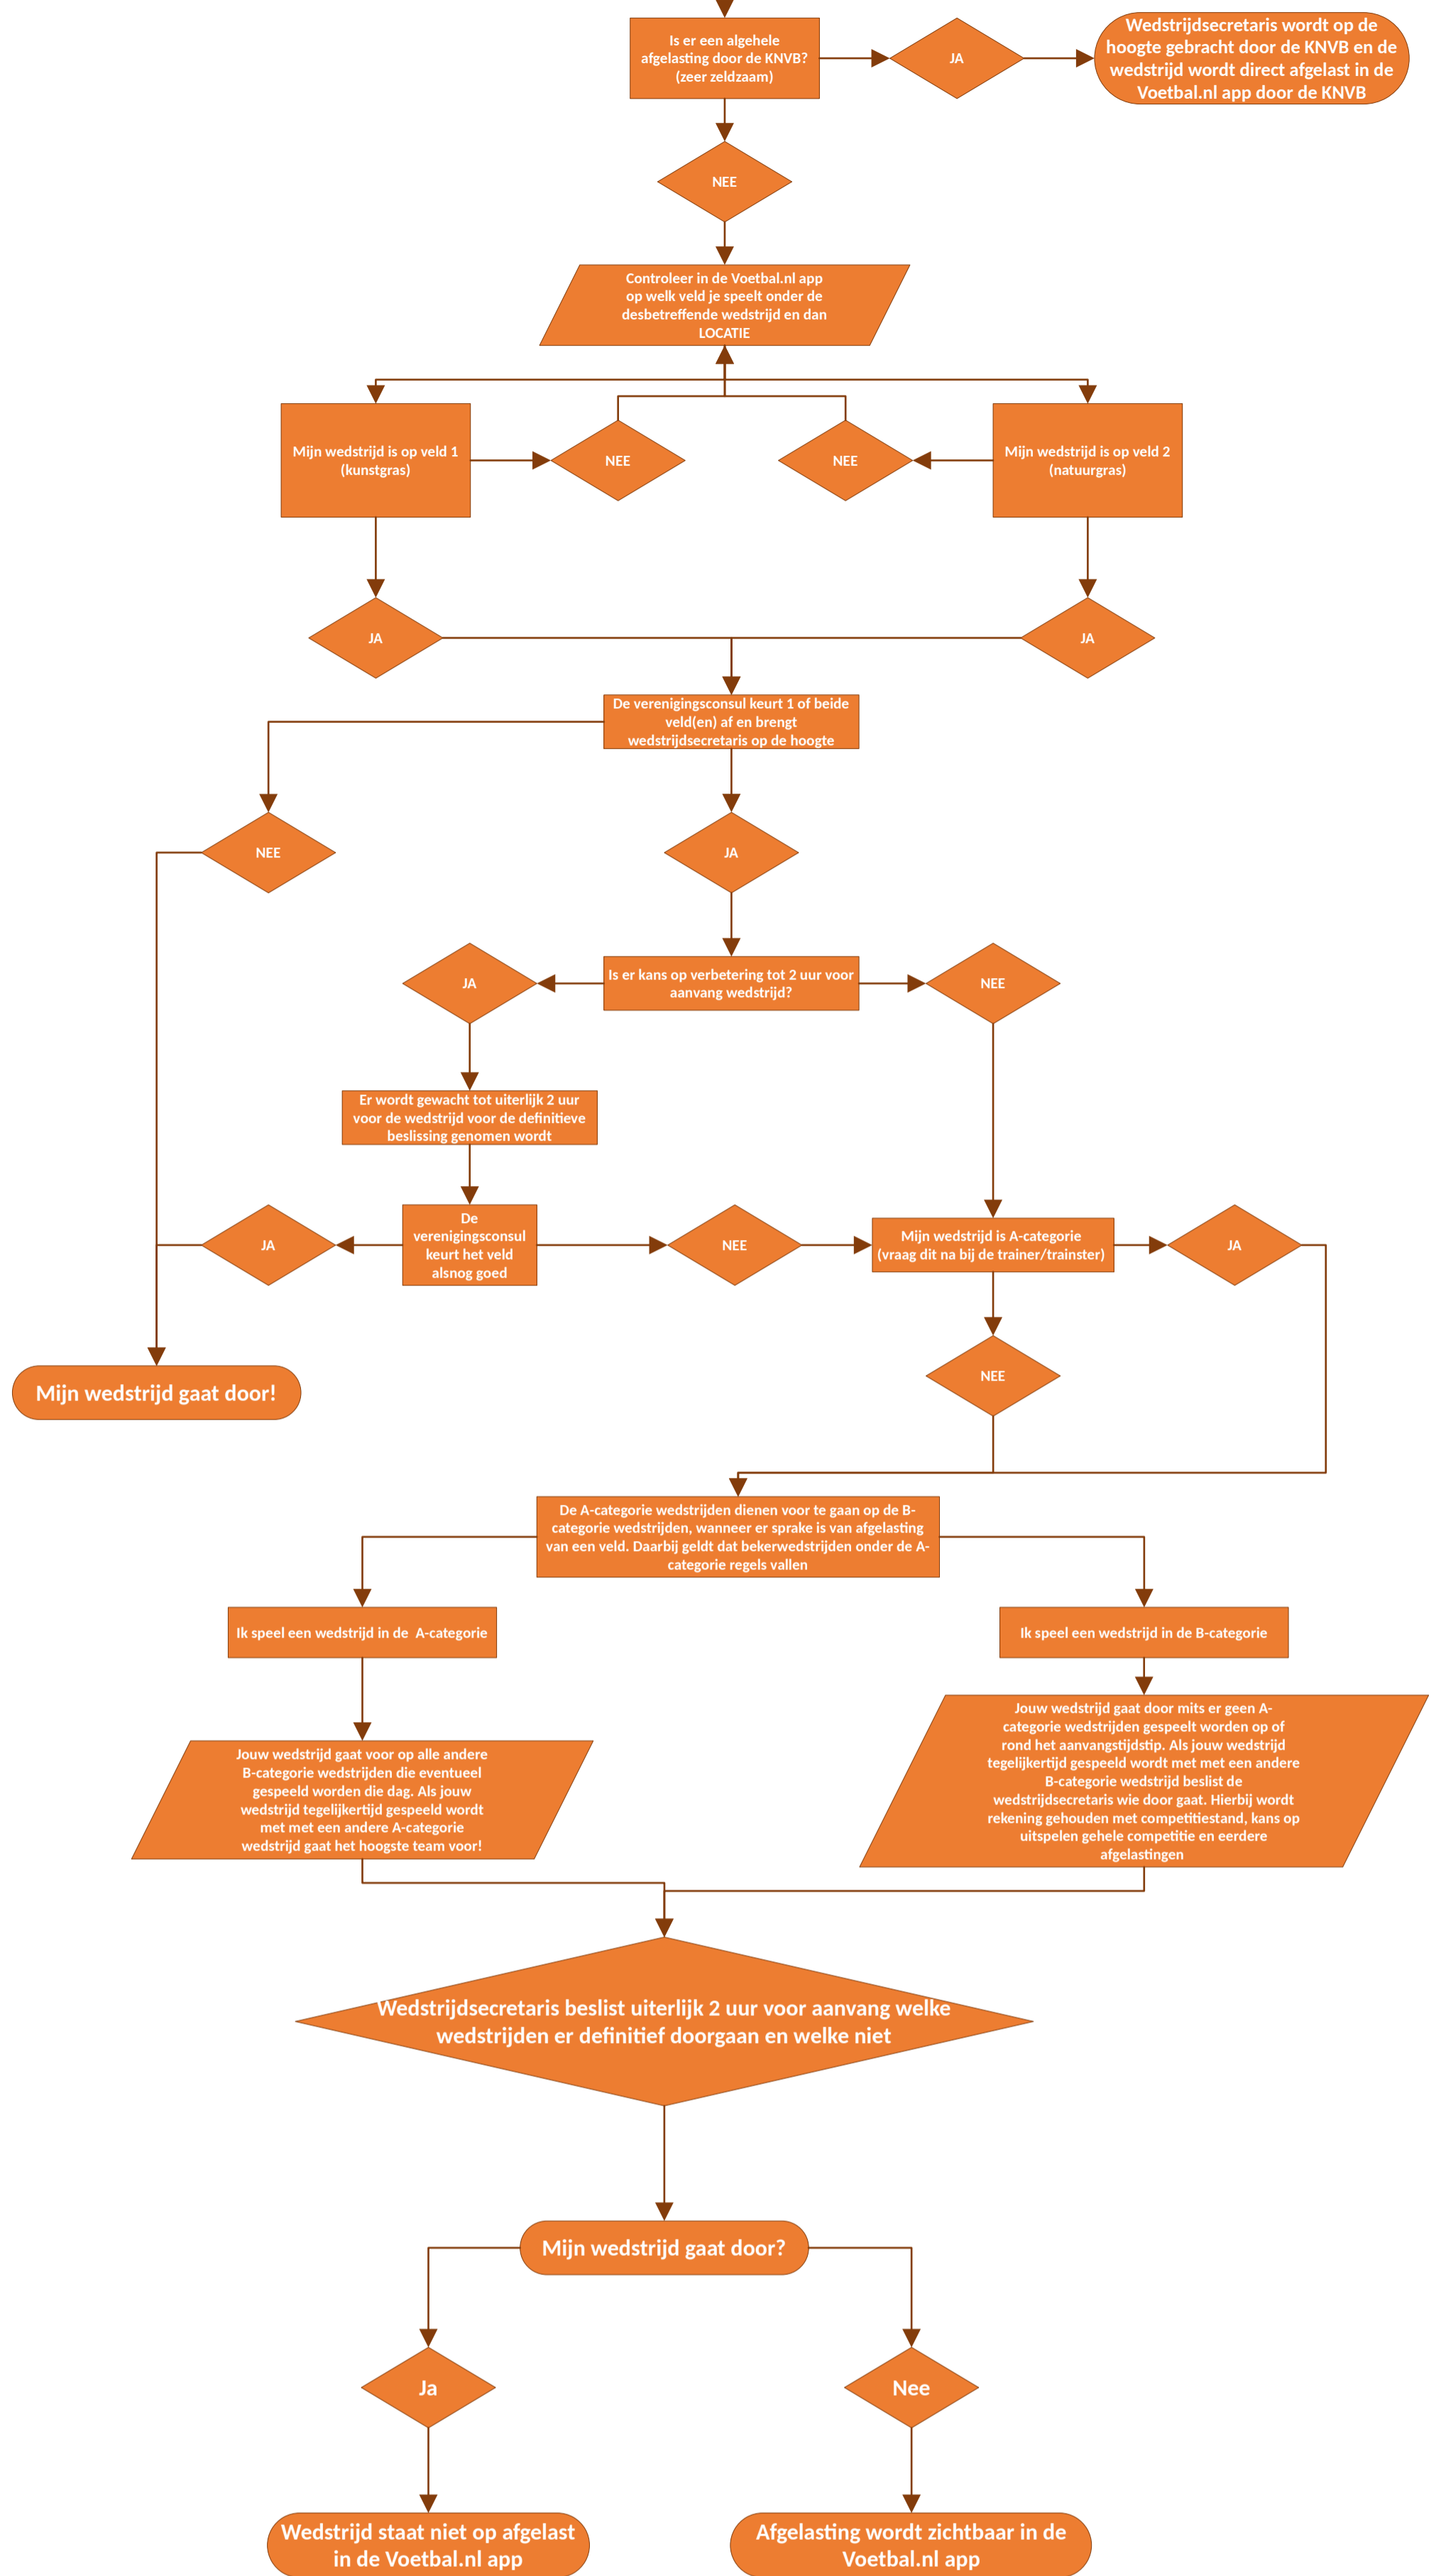 Is er een algehele
afgelasting door de KNVB?
(zeer zeldzaam)
JA
Wedstrijdsecretaris wordt op de
hoogte gebracht door de KNVB en de
wedstrijd wordt direct afgelast in de
Voetbal.nl app door de KNVB
NEE
Controleer in de Voetbal.nl app
op welk veld je speelt onder de
desbetreffende wedstrijd en dan
LOCATIE
Mijn wedstrijd is op veld 1
(kunstgras)
NEE
NEE
Mijn wedstrijd is op veld 2
(natuurgras)
JA
JA
De verenigingsconsul keurt 1 of beide
veld(en) af en brengt
wedstrijdsecretaris op de hoogte
NEE
JA
JA
Is er kans op verbetering tot 2 uur voor
aanvang wedstrijd?
NEE
Er wordt gewacht tot uiterlijk 2 uur
voor de wedstrijd voor de definitieve
beslissing genomen wordt
JA
De
verenigingsconsul
keurt het veld
alsnog goed
NEE
Mijn wedstrijd is A-categorie
(vraag dit na bij de trainer/trainster)
JA
NEE
Mijn wedstrijd gaat door!
De A-categorie wedstrijden dienen voor te gaan op de B-
categorie wedstrijden, wanneer er sprake is van afgelasting
van een veld. Daarbij geldt dat bekerwedstrijden onder de A-
categorie regels vallen
Ik speel een wedstrijd in de  A-categorie
Ik speel een wedstrijd in de B-categorie
Jouw wedstrijd gaat voor op alle andere
B-categorie wedstrijden die eventueel
gespeeld worden die dag. Als jouw
wedstrijd tegelijkertijd gespeeld wordt
met met een andere A-categorie
wedstrijd gaat het hoogste team voor!
Jouw wedstrijd gaat door mits er geen A-
categorie wedstrijden gespeelt worden op of
rond het aanvangstijdstip. Als jouw wedstrijd
tegelijkertijd gespeeld wordt met met een andere
B-categorie wedstrijd beslist de
wedstrijdsecretaris wie door gaat. Hierbij wordt
rekening gehouden met competitiestand, kans op
uitspelen gehele competitie en eerdere
afgelastingen
Wedstrijdsecretaris beslist uiterlijk 2 uur voor aanvang welke
wedstrijden er definitief doorgaan en welke niet
Mijn wedstrijd gaat door?
Ja
Nee
Wedstrijd staat niet op afgelast
in de Voetbal.nl app
Afgelasting wordt zichtbaar in de
Voetbal.nl app